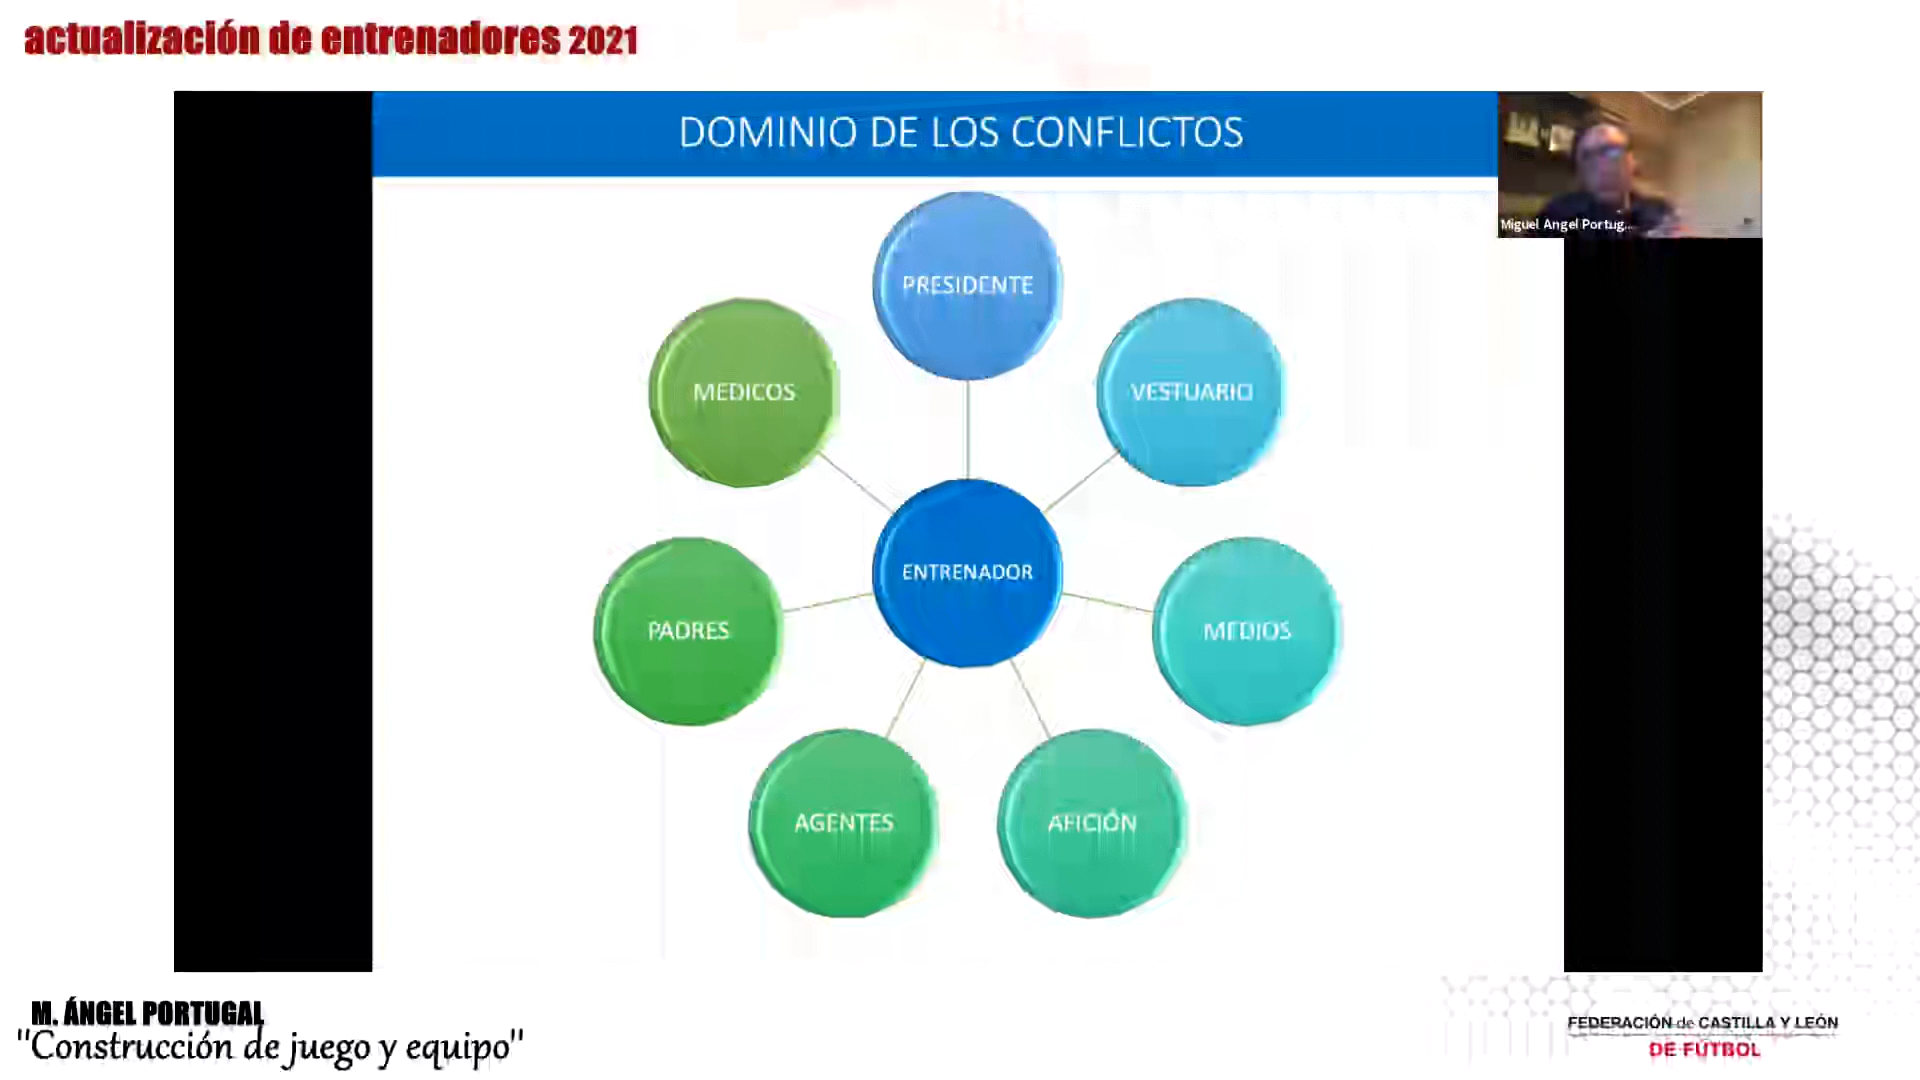 actualización de entrenadores 2021
DOMINIO DE LOS CONFLICTOS
Miguel Angel Portug...
PRESIDENTE
MEDICOS
VESTUARIO
ENTRENADOR
PADRES
MEDIOS
AGENTES
AFICIÓN
M. ÁNGEL PORTUGAL
"Construcción de juego y equipo"
FEDERACIÓN de CASTILLA Y LEÓN
DE FÚTBOL